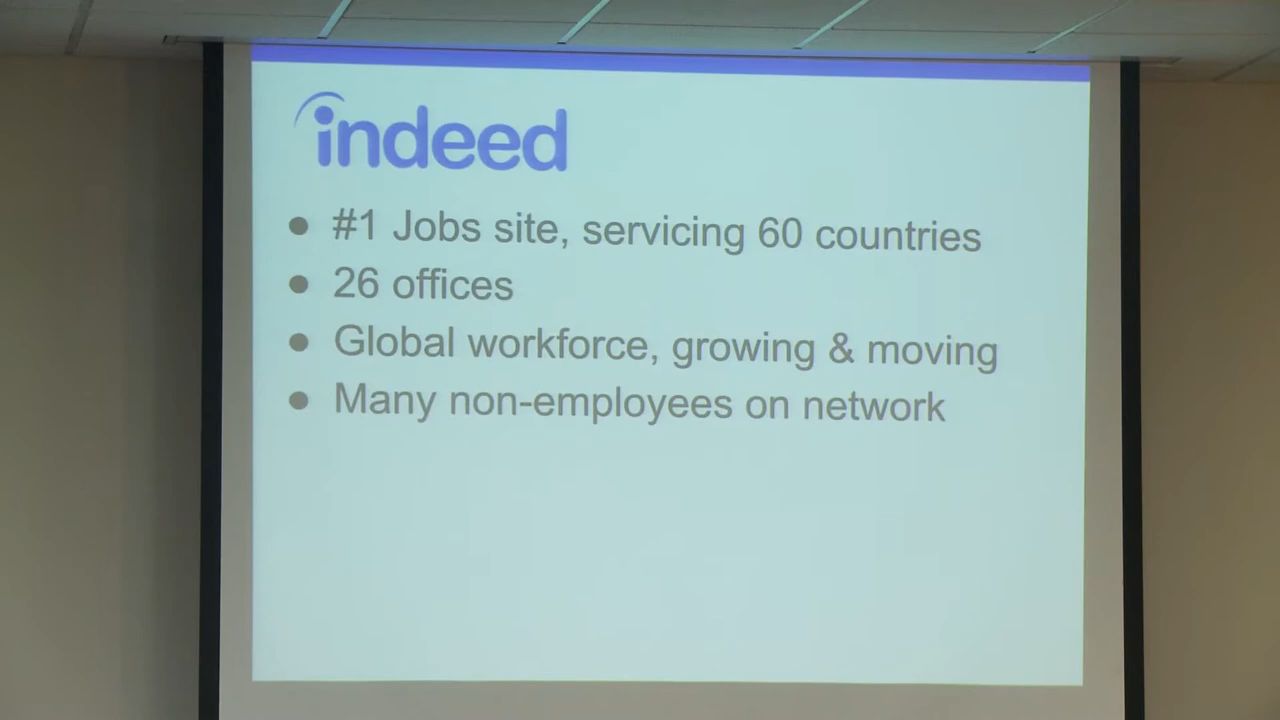 indeed
● #1 Jobs site, servicing 60 countries
● 26 offices
● Global workforce, growing & moving
● Many non-employees on network